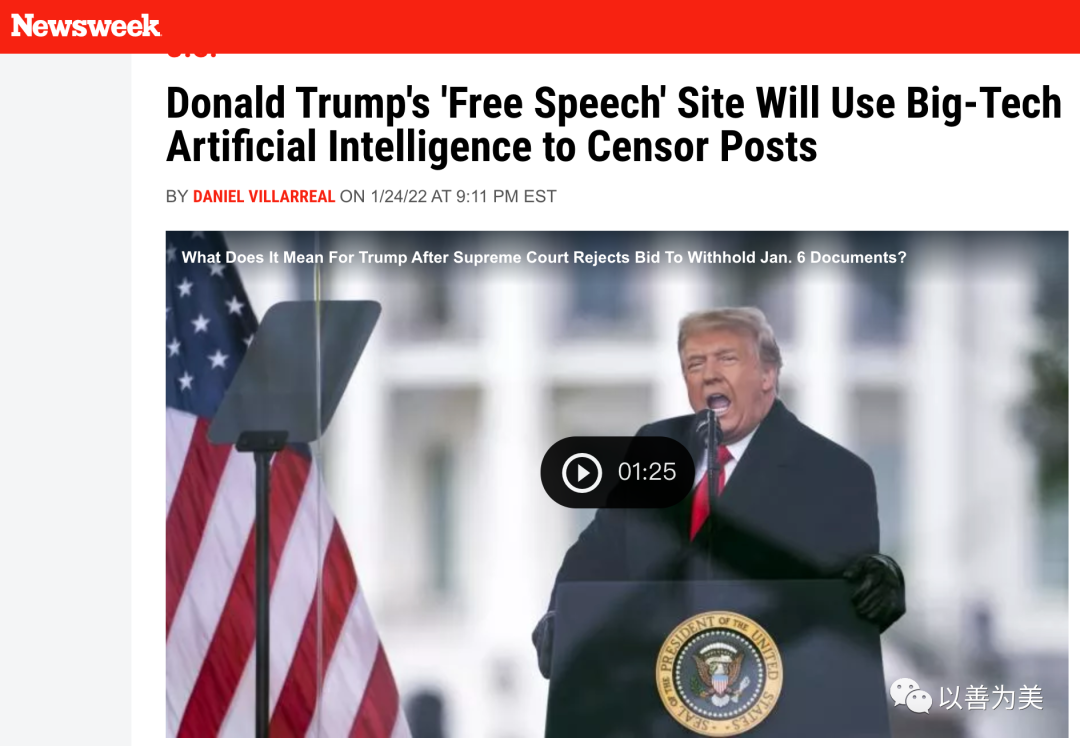 Newsweek
Donald Trump's 'Free Speech' Site Will Use Big-Tech
Artificial Intelligence to Censor Posts
BY DANIEL VILLARREAL ON 1/24/22 AT 9:11 PM EST
What Does It Mean For Trump After Supreme Court Rejects Bid To Withhold Jan. 6 Documents?
01:25
SEAL OF THE PRESIDENT OF THE UNITED STATES
以善为美